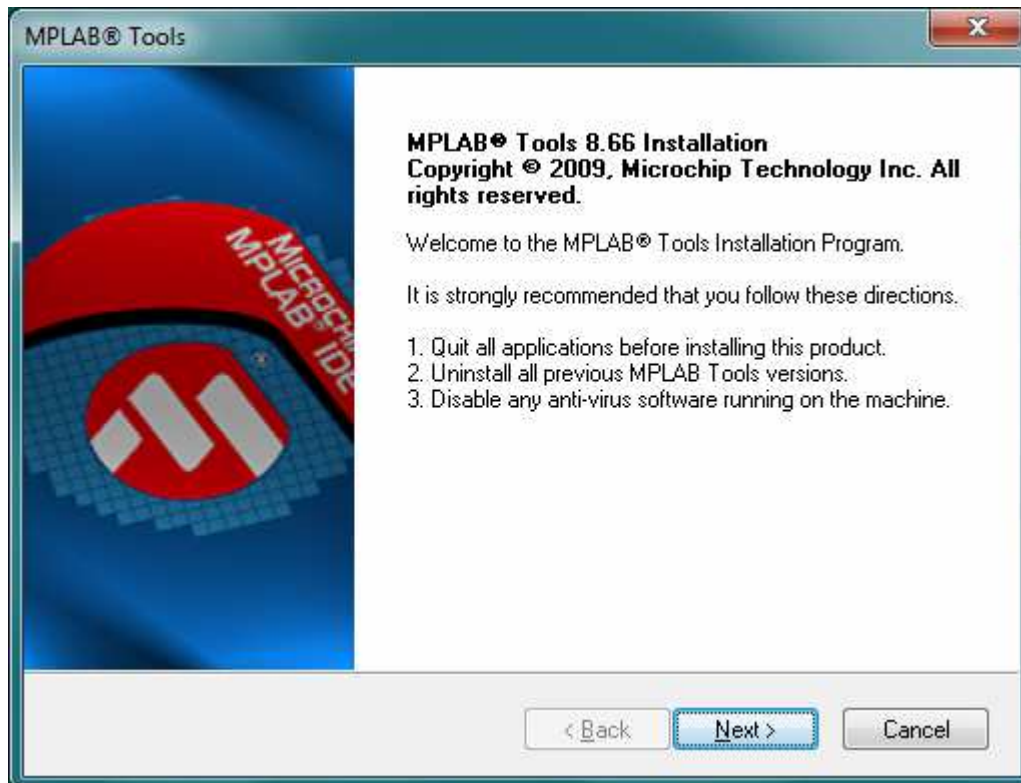 MPLAB® Tools
MPLAB® Tools 8.66 Installation
Copyright © 2009, Microchip Technology Inc. All
rights reserved.
Welcome to the MPLAB® Tools Installation Program.
It is strongly recommended that you follow these directions.
1. Quit all applications before installing this product.
2. Uninstall all previous MPLAB Tools versions.
3. Disable any anti-virus software running on the machine.
MICROCHIP
MPLAB® IDE
< Back
Next >
Cancel